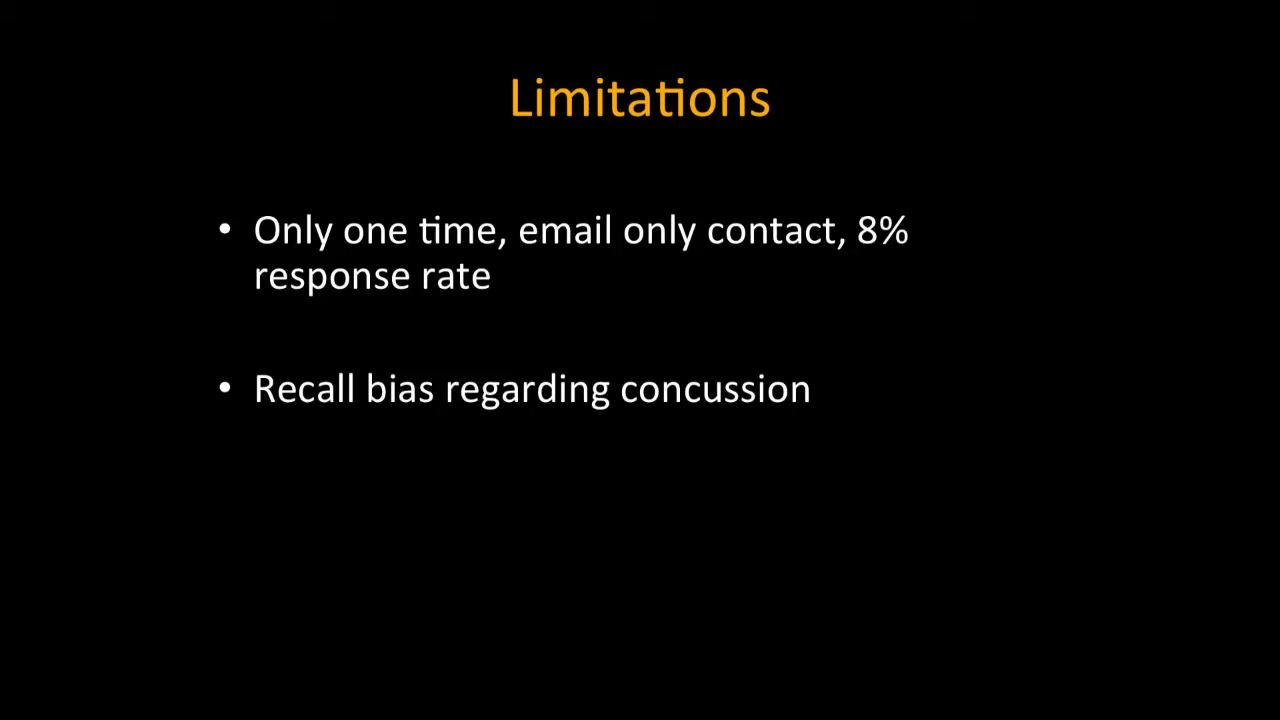 Limitations
• Only one time, email only contact, 8%
response rate
• Recall bias regarding concussion